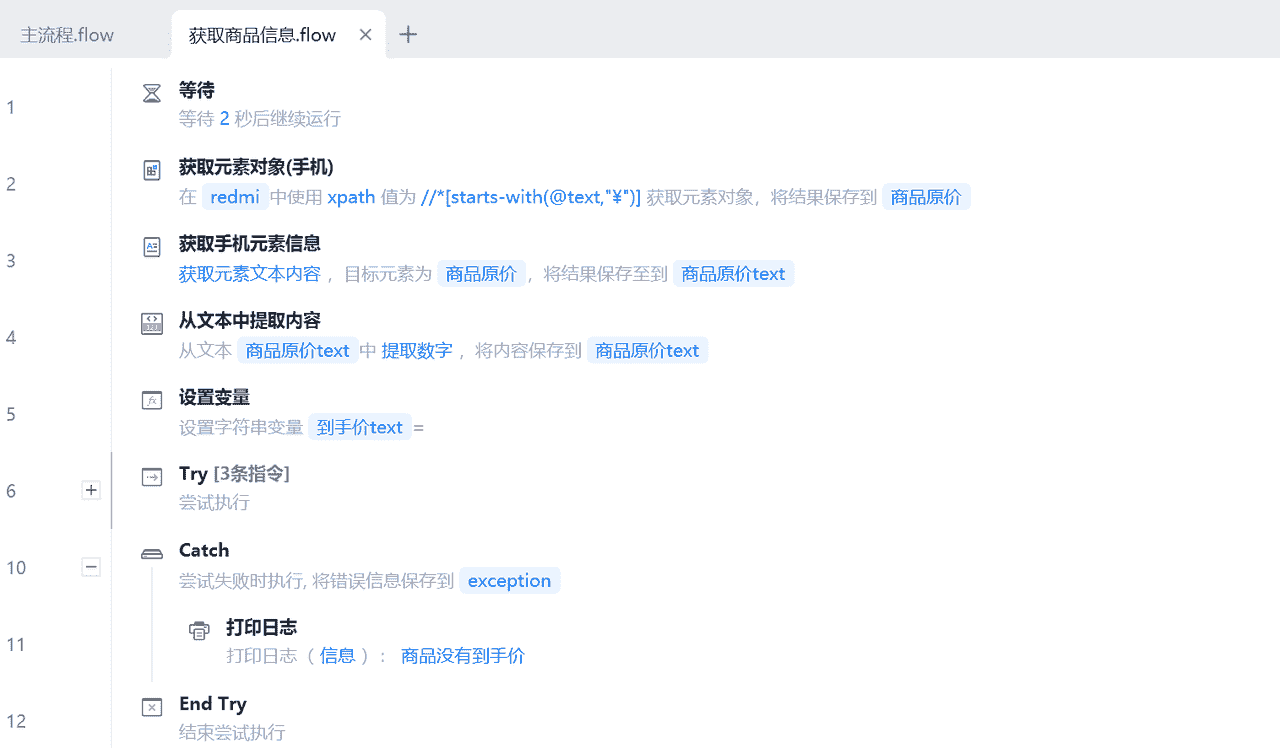 主流程.flow
获取商品信息.flow
1
等待
等待 2 秒后继续运行
2
获取元素对象(手机)
在 redmi 中使用 xpath 值为 //*[starts-with(@text,"¥")] 获取元素对象，将结果保存到 商品原价
3
获取手机元素信息
获取元素文本内容 ，目标元素为 商品原价 ，将结果保存至到 商品原价text
4
从文本中提取内容
从文本 商品原价text 中 提取数字 ，将内容保存到 商品原价text
5
设置变量
设置字符串变量 到手价text =
6
Try [3条指令]
尝试执行
10
Catch
尝试失败时执行, 将错误信息保存到 exception
11
打印日志
打印日志（ 信息 ）： 商品没有到手价
12
End Try
结束尝试执行